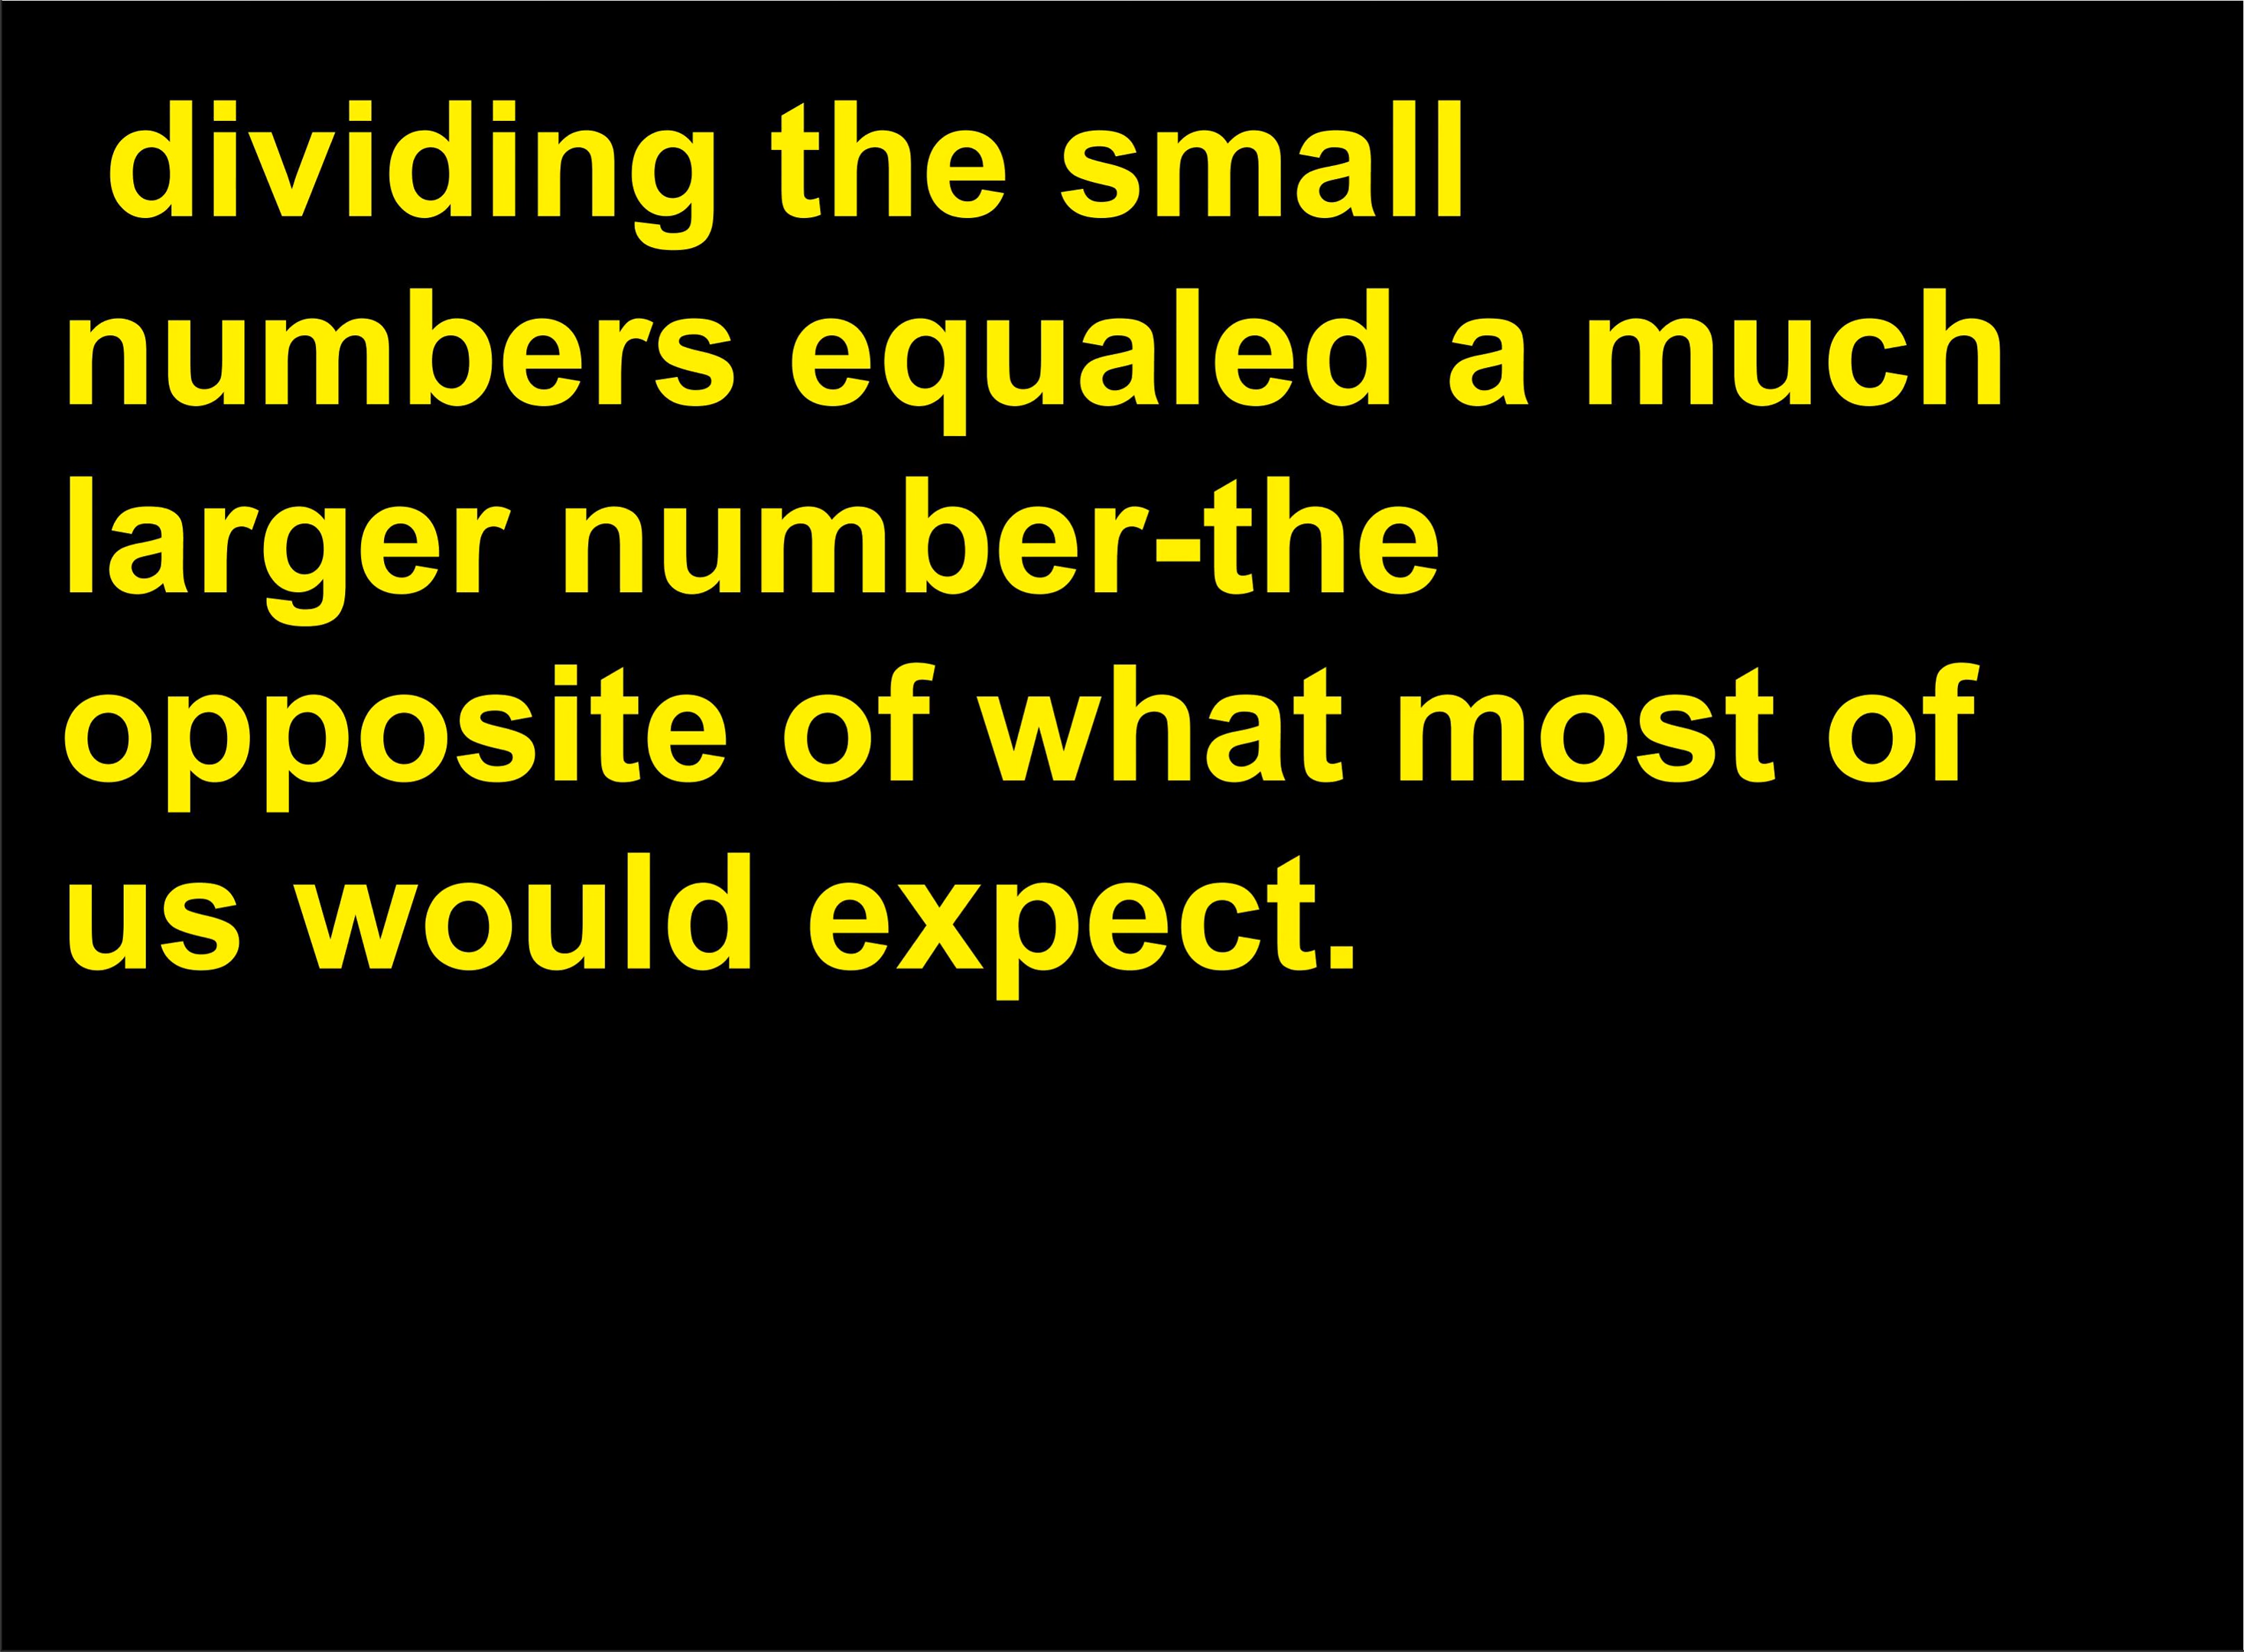 dividing the small
numbers equaled a much
larger number-the
opposite of what most of
us would expect.